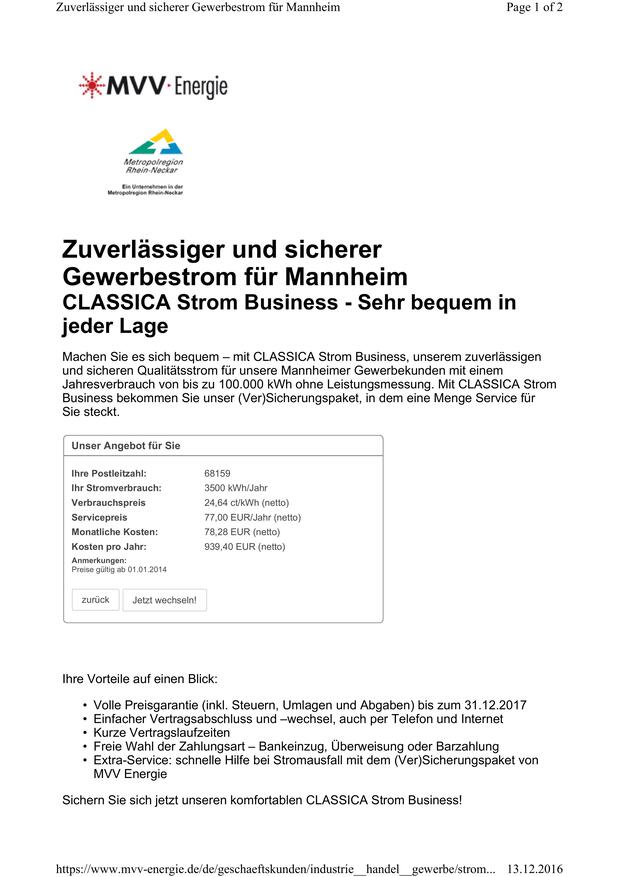 Zuverlässiger und sicherer Gewerbestrom für Mannheim Page 1 of 2
MVV Energie
Metropolregion
Rhein-Neckar
Ein Unternehmen in der
Metropolregion Rhein-Neckar
Zuverlässiger und sicherer
Gewerbestrom für Mannheim
CLASSICA Strom Business - Sehr bequem in
jeder Lage
Machen Sie es sich bequem – mit CLASSICA Strom Business, unserem zuverlässigen
und sicheren Qualitätsstrom für unsere Mannheimer Gewerbekunden mit einem
Jahresverbrauch von bis zu 100.000 kWh ohne Leistungsmessung. Mit CLASSICA Strom
Business bekommen Sie unser (Ver)Sicherungspaket, in dem eine Menge Service für
Sie steckt.
Unser Angebot für Sie
Ihre Postleitzahl: 68159
Ihr Stromverbrauch: 3500 kWh/Jahr
Verbrauchspreis 24,64 ct/kWh (netto)
Servicepreis 77,00 EUR/Jahr (netto)
Monatliche Kosten: 78,28 EUR (netto)
Kosten pro Jahr: 939,40 EUR (netto)
Anmerkungen:
Preise gültig ab 01.01.2014
zurück Jetzt wechseln!
Ihre Vorteile auf einen Blick:
• Volle Preisgarantie (inkl. Steuern, Umlagen und Abgaben) bis zum 31.12.2017
• Einfacher Vertragsabschluss und –wechsel, auch per Telefon und Internet
• Kurze Vertragslaufzeiten
• Freie Wahl der Zahlungsart – Bankeinzug, Überweisung oder Barzahlung
• Extra-Service: schnelle Hilfe bei Stromausfall mit dem (Ver)Sicherungspaket von
MVV Energie
Sichern Sie sich jetzt unseren komfortablen CLASSICA Strom Business!
https://www.mvv-energie.de/de/geschaeftskunden/industrie__handel__gewerbe/strom... 13.12.2016